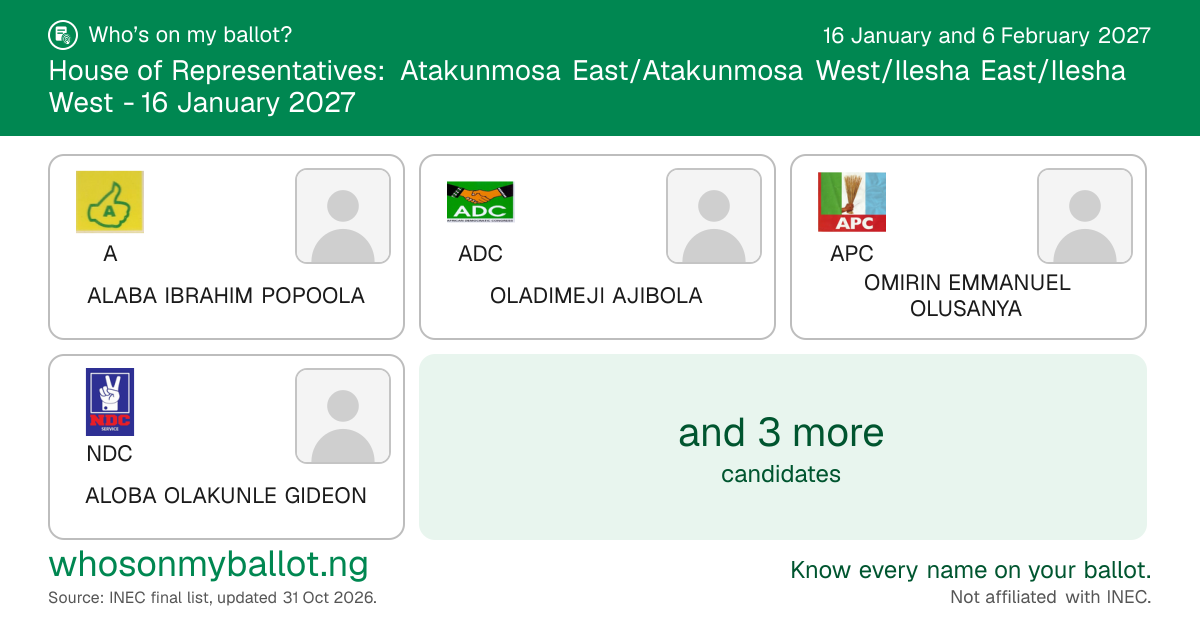 Who's on my ballot?
16 January and 6 February 2027
House of Representatives: Atakunmosa East/Atakunmosa West/Ilesha East/Ilesha
West - 16 January 2027
A
A
ALABA IBRAHIM POPOOLA
ADC
ADC
OLADIMEJI AJIBOLA
APC
APC
OMIRIN EMMANUEL
OLUSANYA
NDC
SERVICE
NDC
ALOBA OLAKUNLE GIDEON
and 3 more
candidates
whosonmyballot.ng
Source: INEC final list, updated 31 Oct 2026.
Know every name on your ballot.
Not affiliated with INEC.